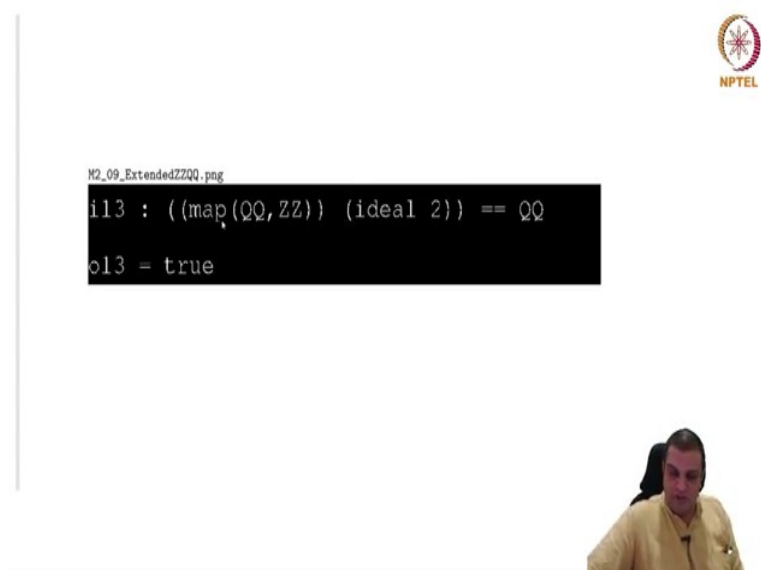 NPTEL
M2_09_ExtendedZZQQ.png
i13 : ((map(QQ,ZZ)) (ideal 2)) == QQ
o13 = true